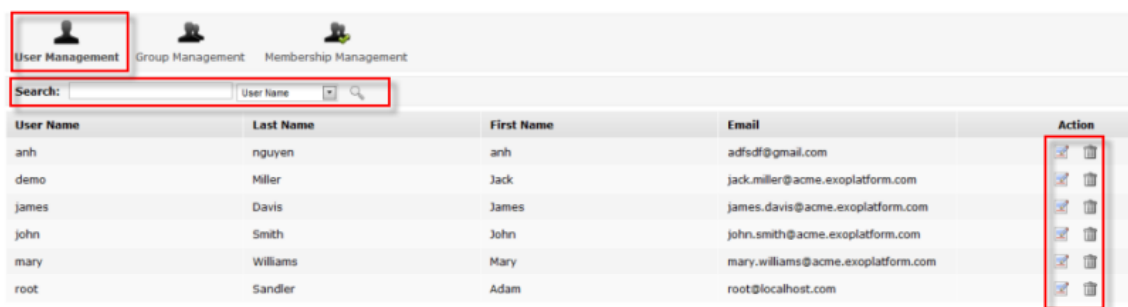 User Management Group Management Membership Management
Search: User Name
User Name Last Name First Name Email Action
anh nguyen anh adfsdf@gmail.com
demo Miller Jack jack.miller@acme.exoplatform.com
james Davis James james.davis@acme.exoplatform.com
john Smith John john.smith@acme.exoplatform.com
mary Williams Mary mary.williams@acme.exoplatform.com
root Sandler Adam root@localhost.com